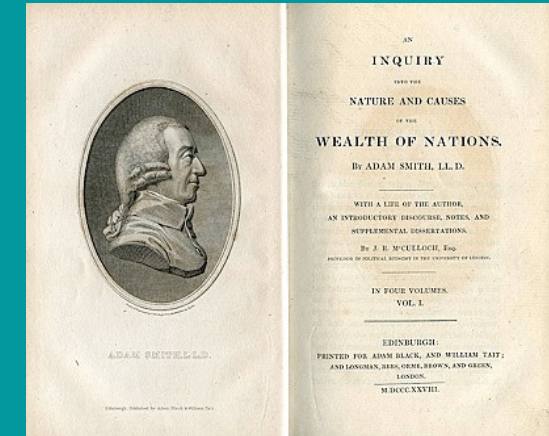 ADAM SMITH, LL.D.
Edinburgh, Published by Adam Black & William Tait
AN
INQUIRY
INTO THE
NATURE AND CAUSES
OF THE
WEALTH OF NATIONS.
By ADAM SMITH, LL. D.
WITH A LIFE OF THE AUTHOR,
AN INTRODUCTORY DISCOURSE, NOTES, AND
SUPPLEMENTAL DISSERTATIONS.
By J. R. M'CULLOCH, Esq.
PROFESSOR OF POLITICAL ECONOMY IN THE UNIVERSITY OF LONDON.
IN FOUR VOLUMES.
VOL. I.
EDINBURGH:
PRINTED FOR ADAM BLACK, AND WILLIAM TAIT;
AND LONGMAN, REES, ORME, BROWN, AND GREEN,
LONDON.
M.DCCC.XXVIII.